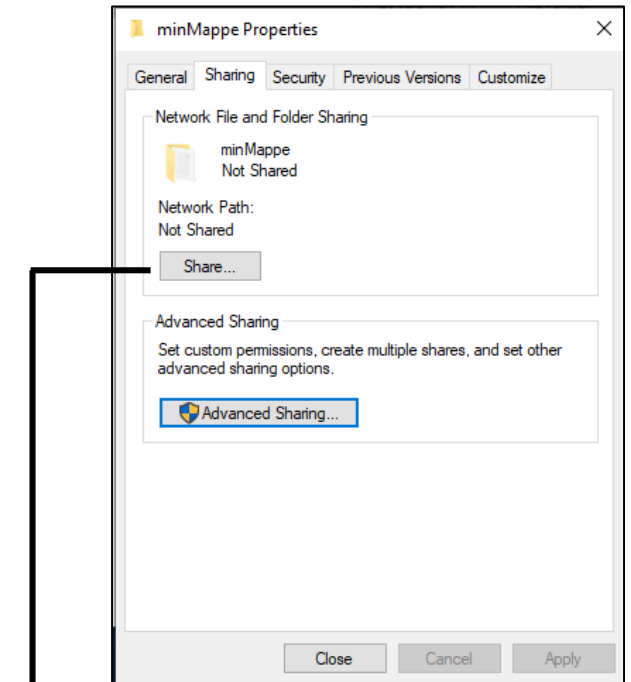 minMappe Properties
General Sharing Security Previous Versions Customize
Network File and Folder Sharing
minMappe
Not Shared
Network Path:
Not Shared
Share...
Advanced Sharing
Set custom permissions, create multiple shares, and set other
advanced sharing options.
Advanced Sharing...
Close Cancel Apply